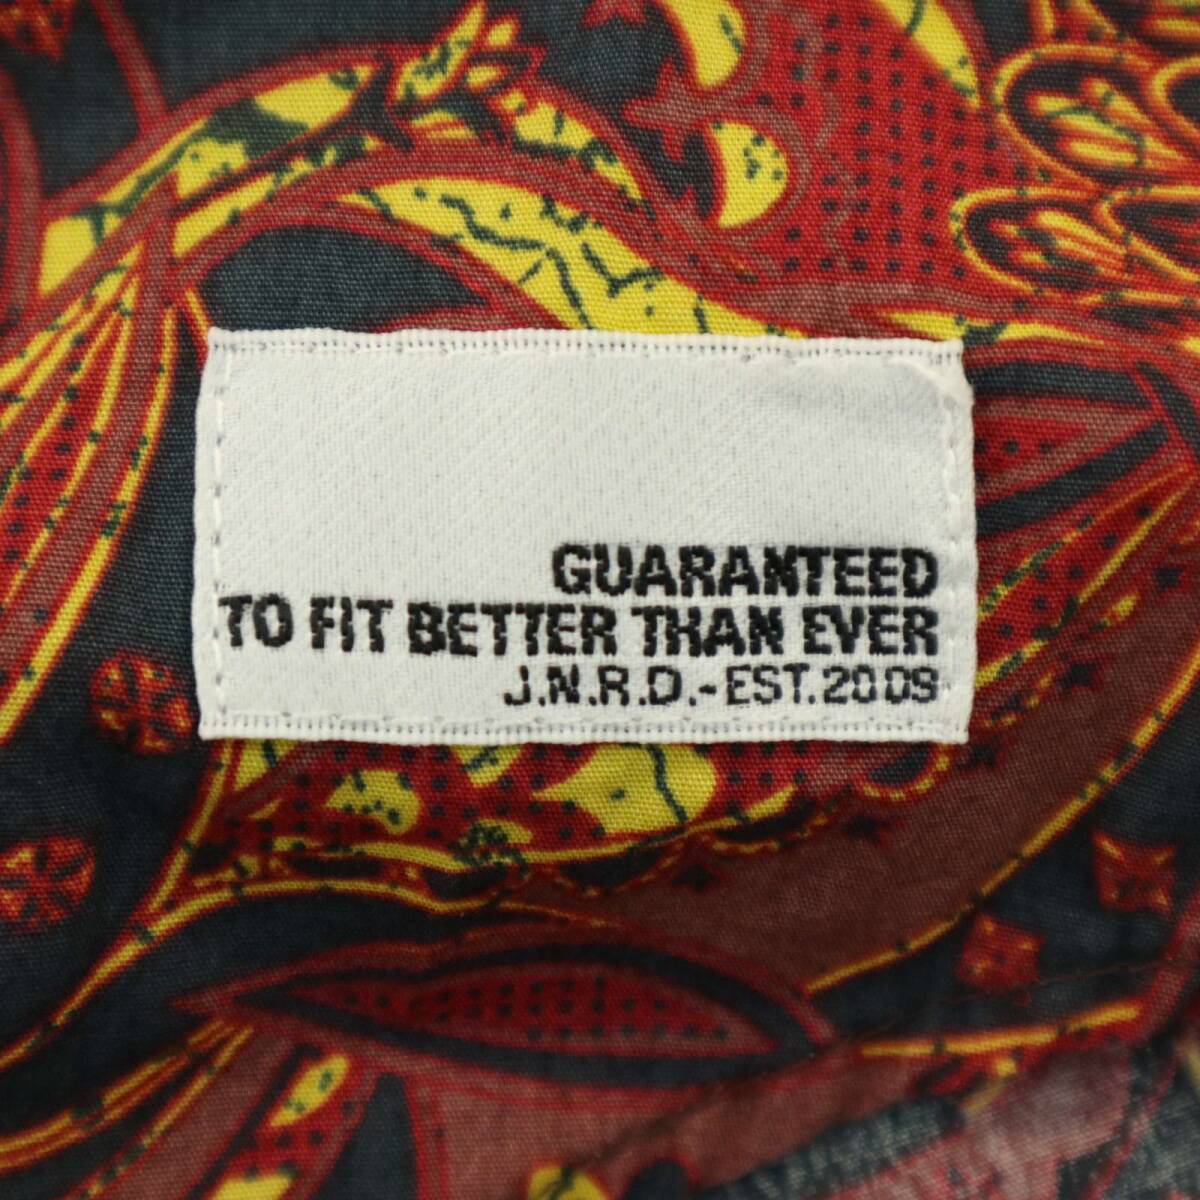 GUARANTEED
TO FIT BETTER THAN EVER
J.N.R.D.-EST.2009